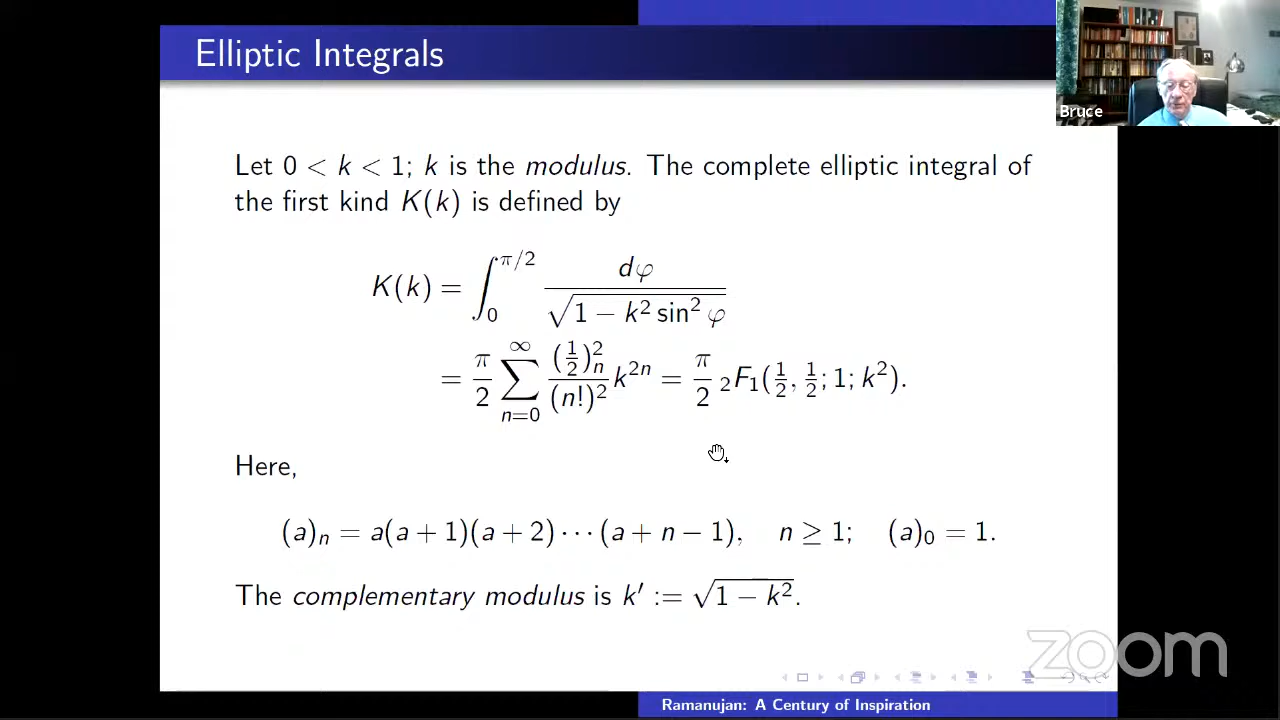 Elliptic Integrals
Bruce
Let 0 < k < 1; k is the modulus. The complete elliptic integral of
the first kind K(k) is defined by
K(k) = ∫₀^{π/2} dφ / √(1 − k² sin² φ)
= π/2 ∑_{n=0}^{∞} (1/2)_n² / (n!)² k^{2n} = π/2 ₂F₁(1/2, 1/2; 1; k²).
Here,
(a)ₙ = a(a + 1)(a + 2) · · · (a + n − 1), n ≥ 1; (a)₀ = 1.
The complementary modulus is k′ := √(1 − k²).
zoom
Ramanujan: A Century of Inspiration